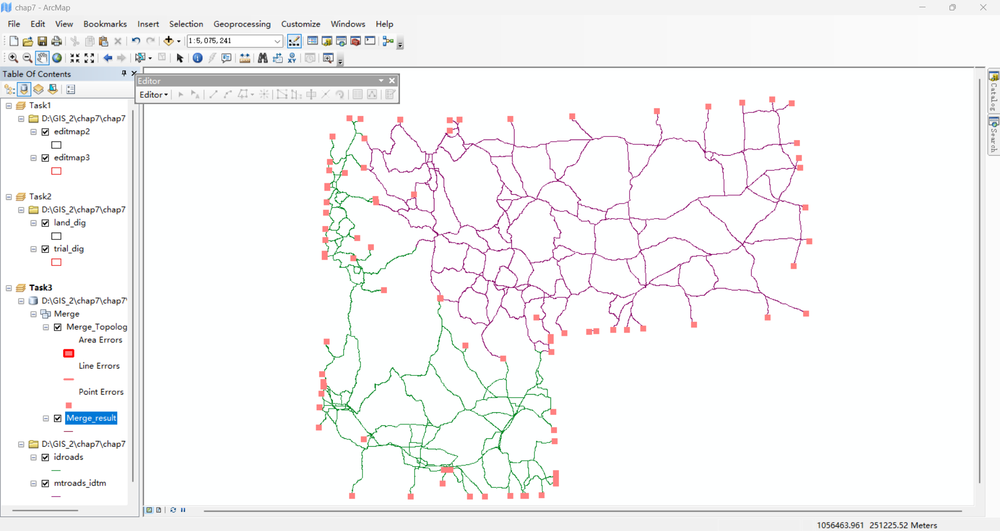 chap7 - ArcMap
File Edit View Bookmarks Insert Selection Geoprocessing Customize Windows Help
1:5,075,241
XY
Table Of Contents
Editor
Editor
Task1
D:\GIS_2\chap7\chap7
editmap2
editmap3
Task2
D:\GIS_2\chap7\chap7
land_dig
trial_dig
Task3
D:\GIS_2\chap7\chap7\
Merge
Merge_Topolog
Area Errors
Line Errors
Point Errors
Merge_result
D:\GIS_2\chap7\chap7
idroads
mtroads_idtm
Catalog
Search
1056463.961 251225.52 Meters